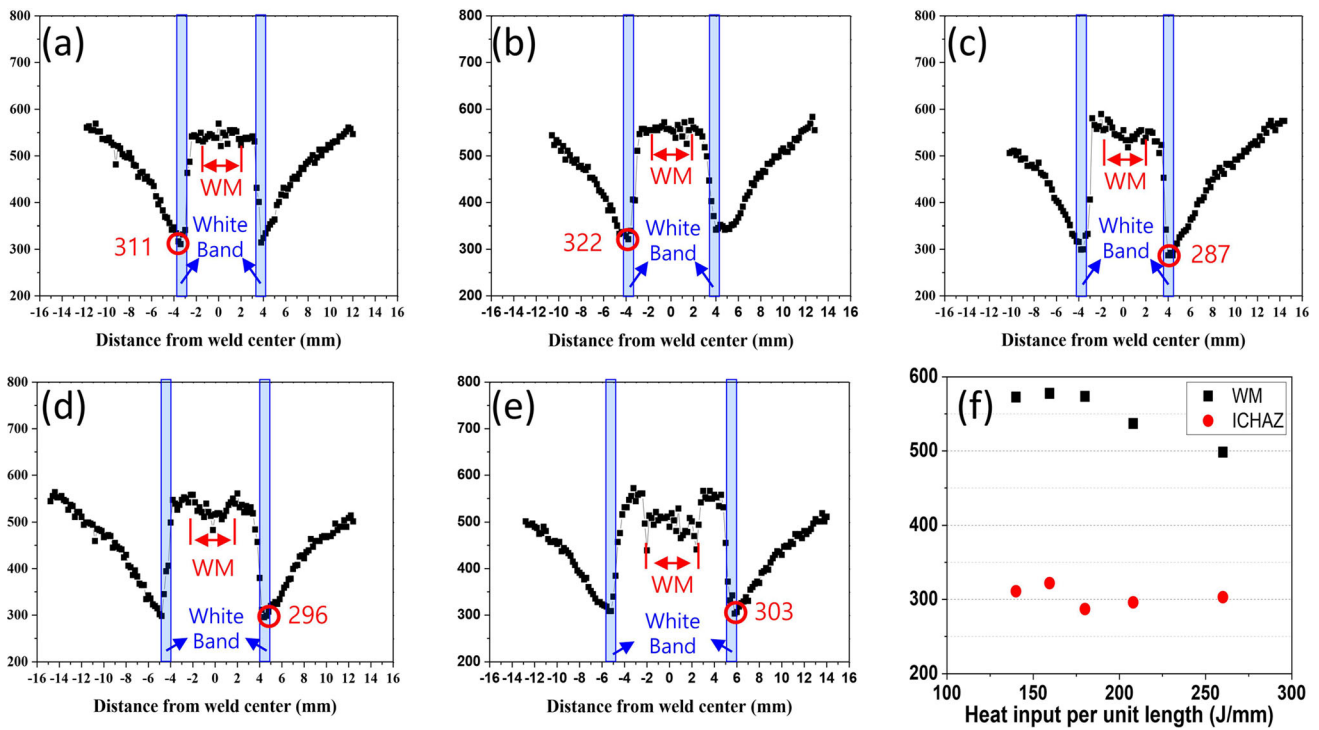 (a)
800
700
600
500
400
300
200
WM
White
Band
311
-16 -14 -12 -10 -8 -6 -4 -2 0 2 4 6 8 10 12 14 16
Distance from weld center (mm)
(b)
800
700
600
500
400
300
200
WM
White
Band
322
-16 -14 -12 -10 -8 -6 -4 -2 0 2 4 6 8 10 12 14 16
Distance from weld center (mm)
(c)
800
700
600
500
400
300
200
WM
White
Band
287
-16 -14 -12 -10 -8 -6 -4 -2 0 2 4 6 8 10 12 14 16
Distance from weld center (mm)
(d)
800
700
600
500
400
300
200
WM
White
Band
296
-16 -14 -12 -10 -8 -6 -4 -2 0 2 4 6 8 10 12 14 16
Distance from weld center (mm)
(e)
800
700
600
500
400
300
200
WM
White
Band
303
-16 -14 -12 -10 -8 -6 -4 -2 0 2 4 6 8 10 12 14 16
Distance from weld center (mm)
(f)
WM
ICHAZ
600
500
400
300
200
100 150 200 250 300
Heat input per unit length (J/mm)